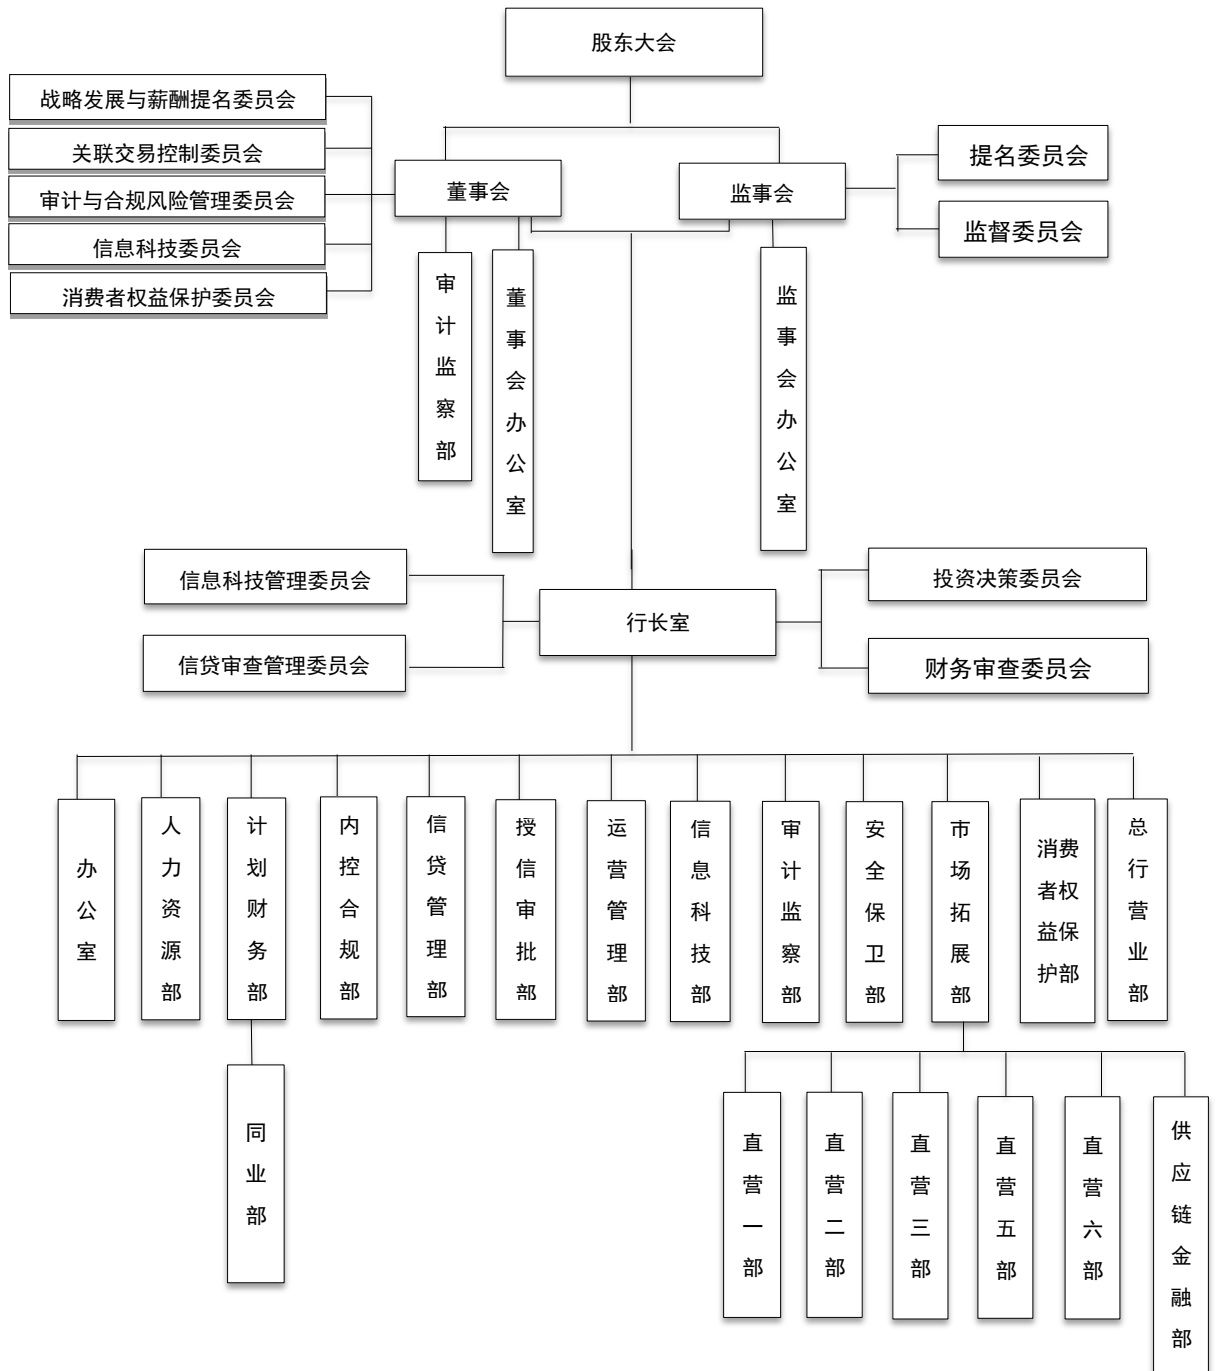 股东大会
战略发展与薪酬提名委员会
关联交易控制委员会
审计与合规风险管理委员会
信息科技委员会
消费者权益保护委员会
董事会
监事会
提名委员会
监督委员会
审计监察部
董事会办公室
监事会办公室
信息科技管理委员会
信贷审查管理委员会
行长室
投资决策委员会
财务审查委员会
办公室
人力资源部
计划财务部
内控合规部
信贷管理部
授信审批部
运营管理部
信息科技部
审计监察部
安全保卫部
市场拓展部
消费
者权
益保
护部
总行营业部
同业部
直营一部
直营二部
直营三部
直营五部
直营六部
供应链金融部